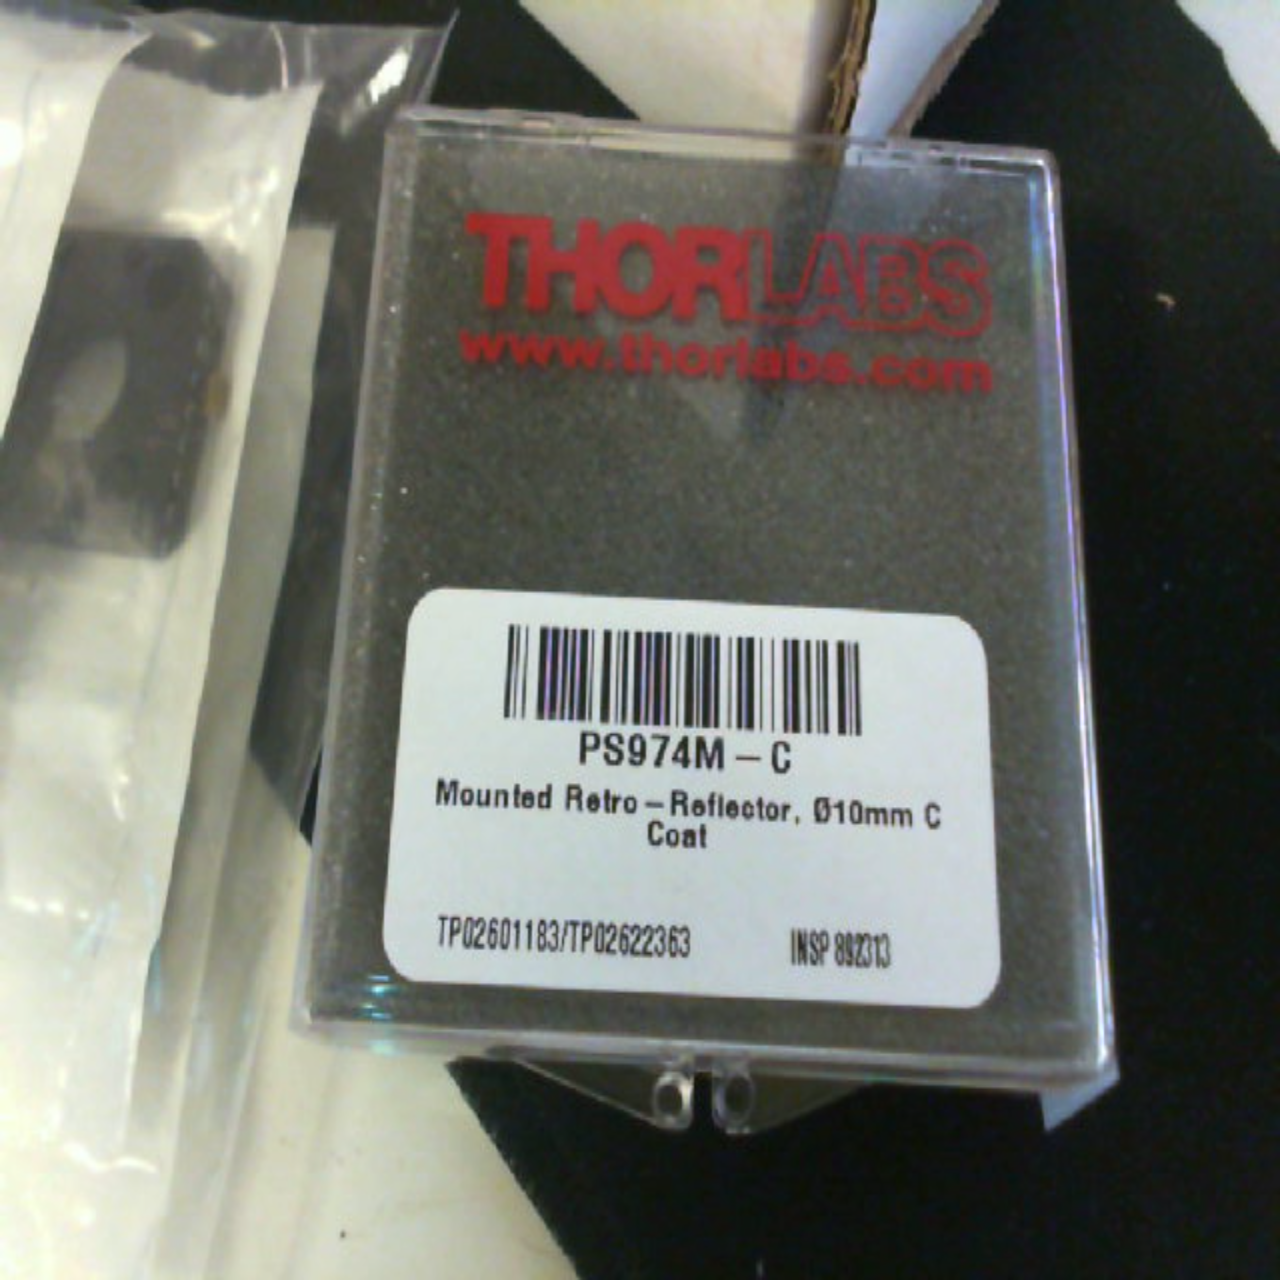 THORLABS
www.thorlabs.com
PS974M-C
Mounted Retro-Reflector, Ø10mm C
Coat
TP02601183/TP02622363 INSP 892313